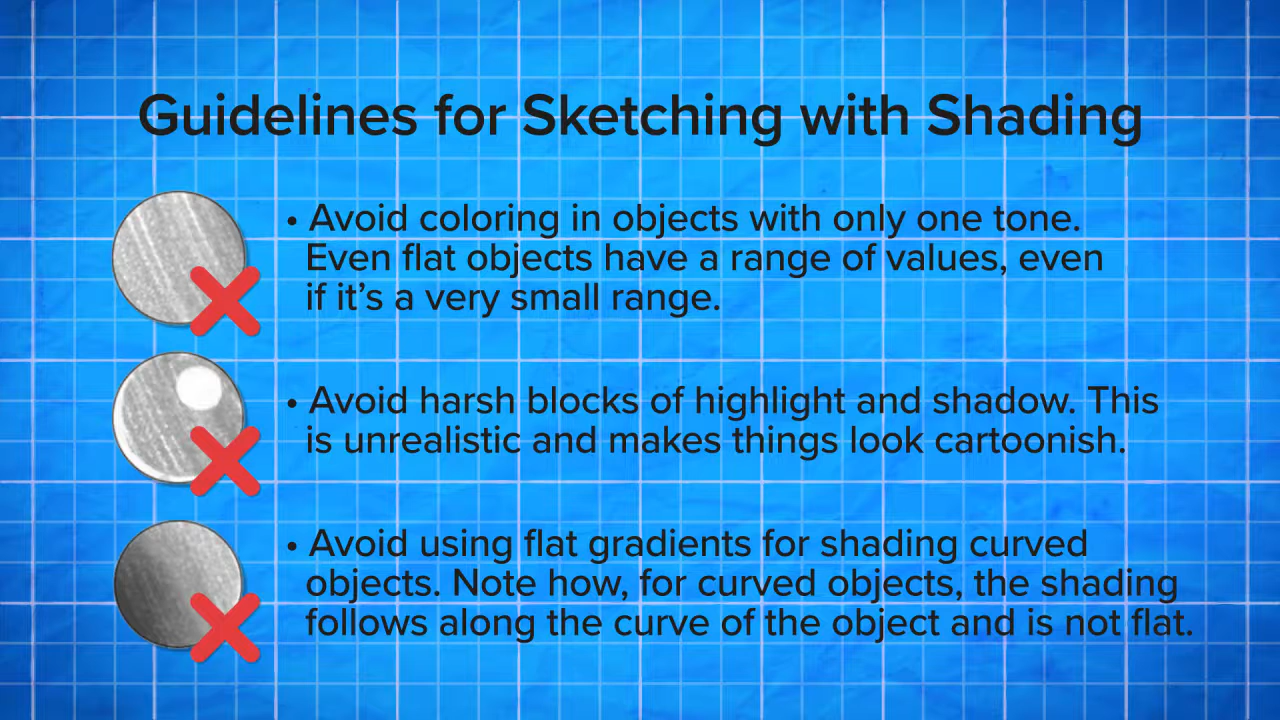 Guidelines for Sketching with Shading
• Avoid coloring in objects with only one tone.
Even flat objects have a range of values, even
if it’s a very small range.
• Avoid harsh blocks of highlight and shadow. This
is unrealistic and makes things look cartoonish.
• Avoid using flat gradients for shading curved
objects. Note how, for curved objects, the shading
follows along the curve of the object and is not flat.